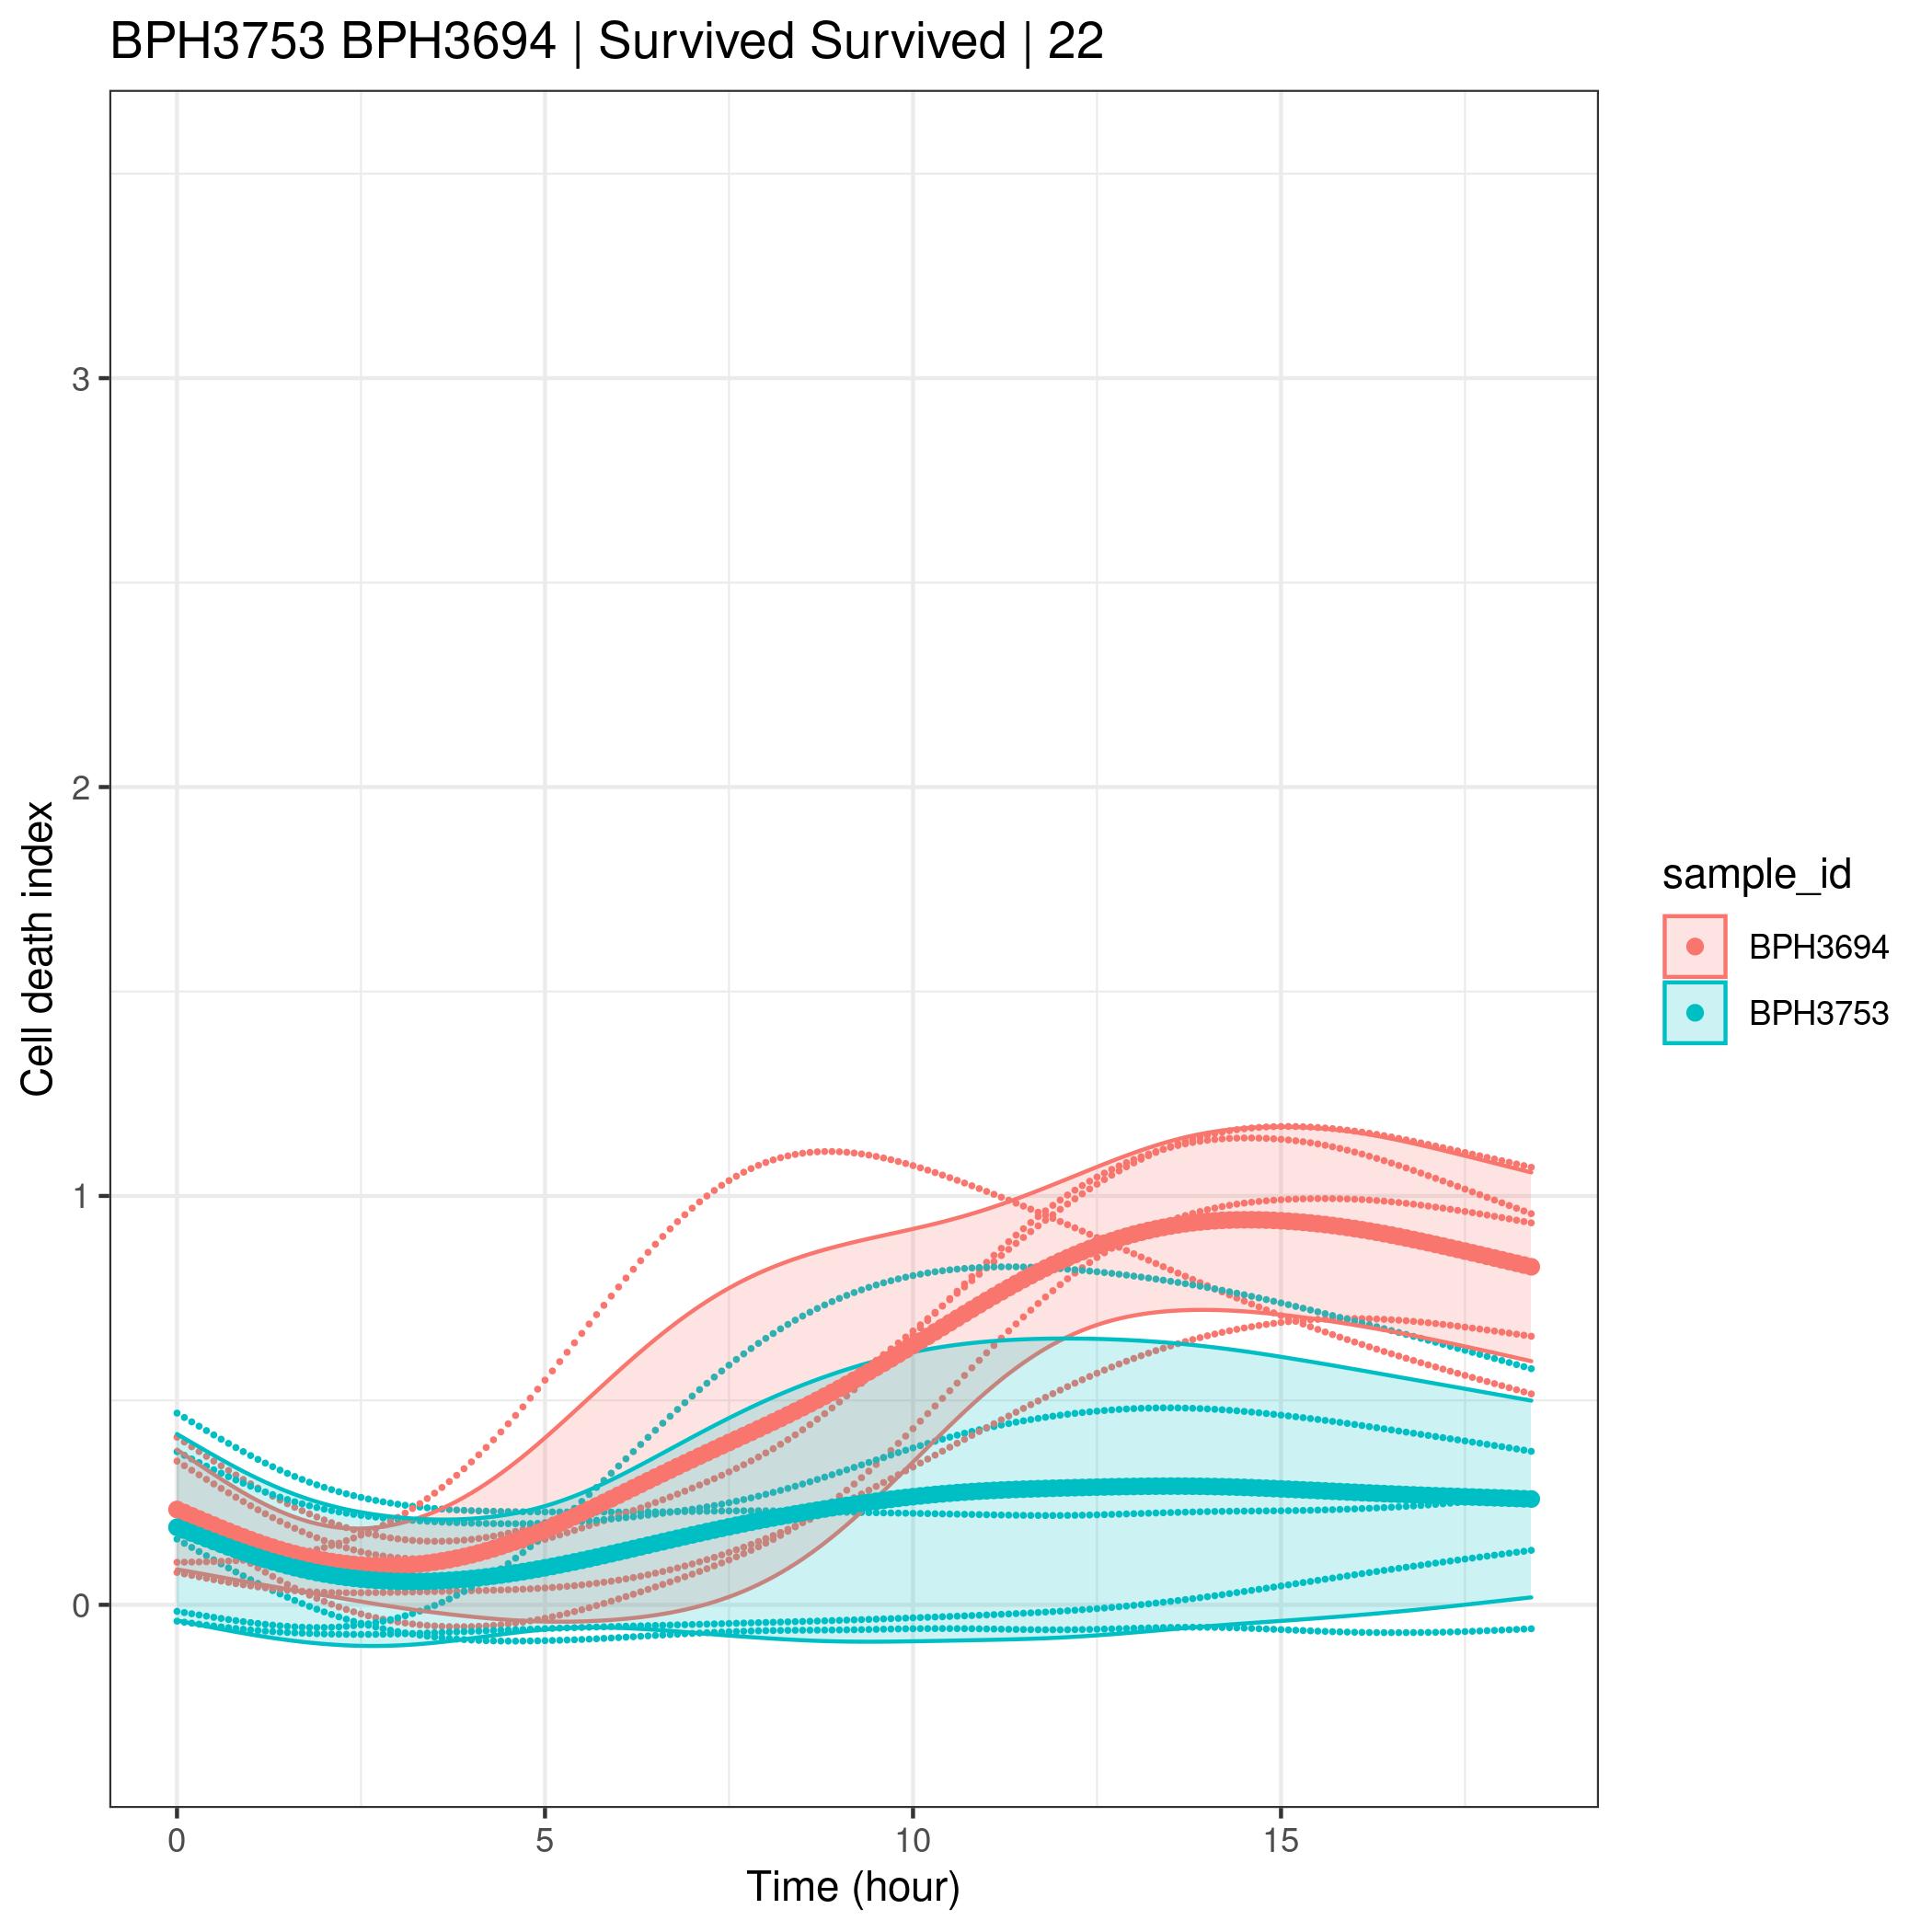 BPH3753 BPH3694 | Survived Survived | 22
3
2
1
0
Cell death index
0 5 10 15
Time (hour)
sample_id
BPH3694
BPH3753